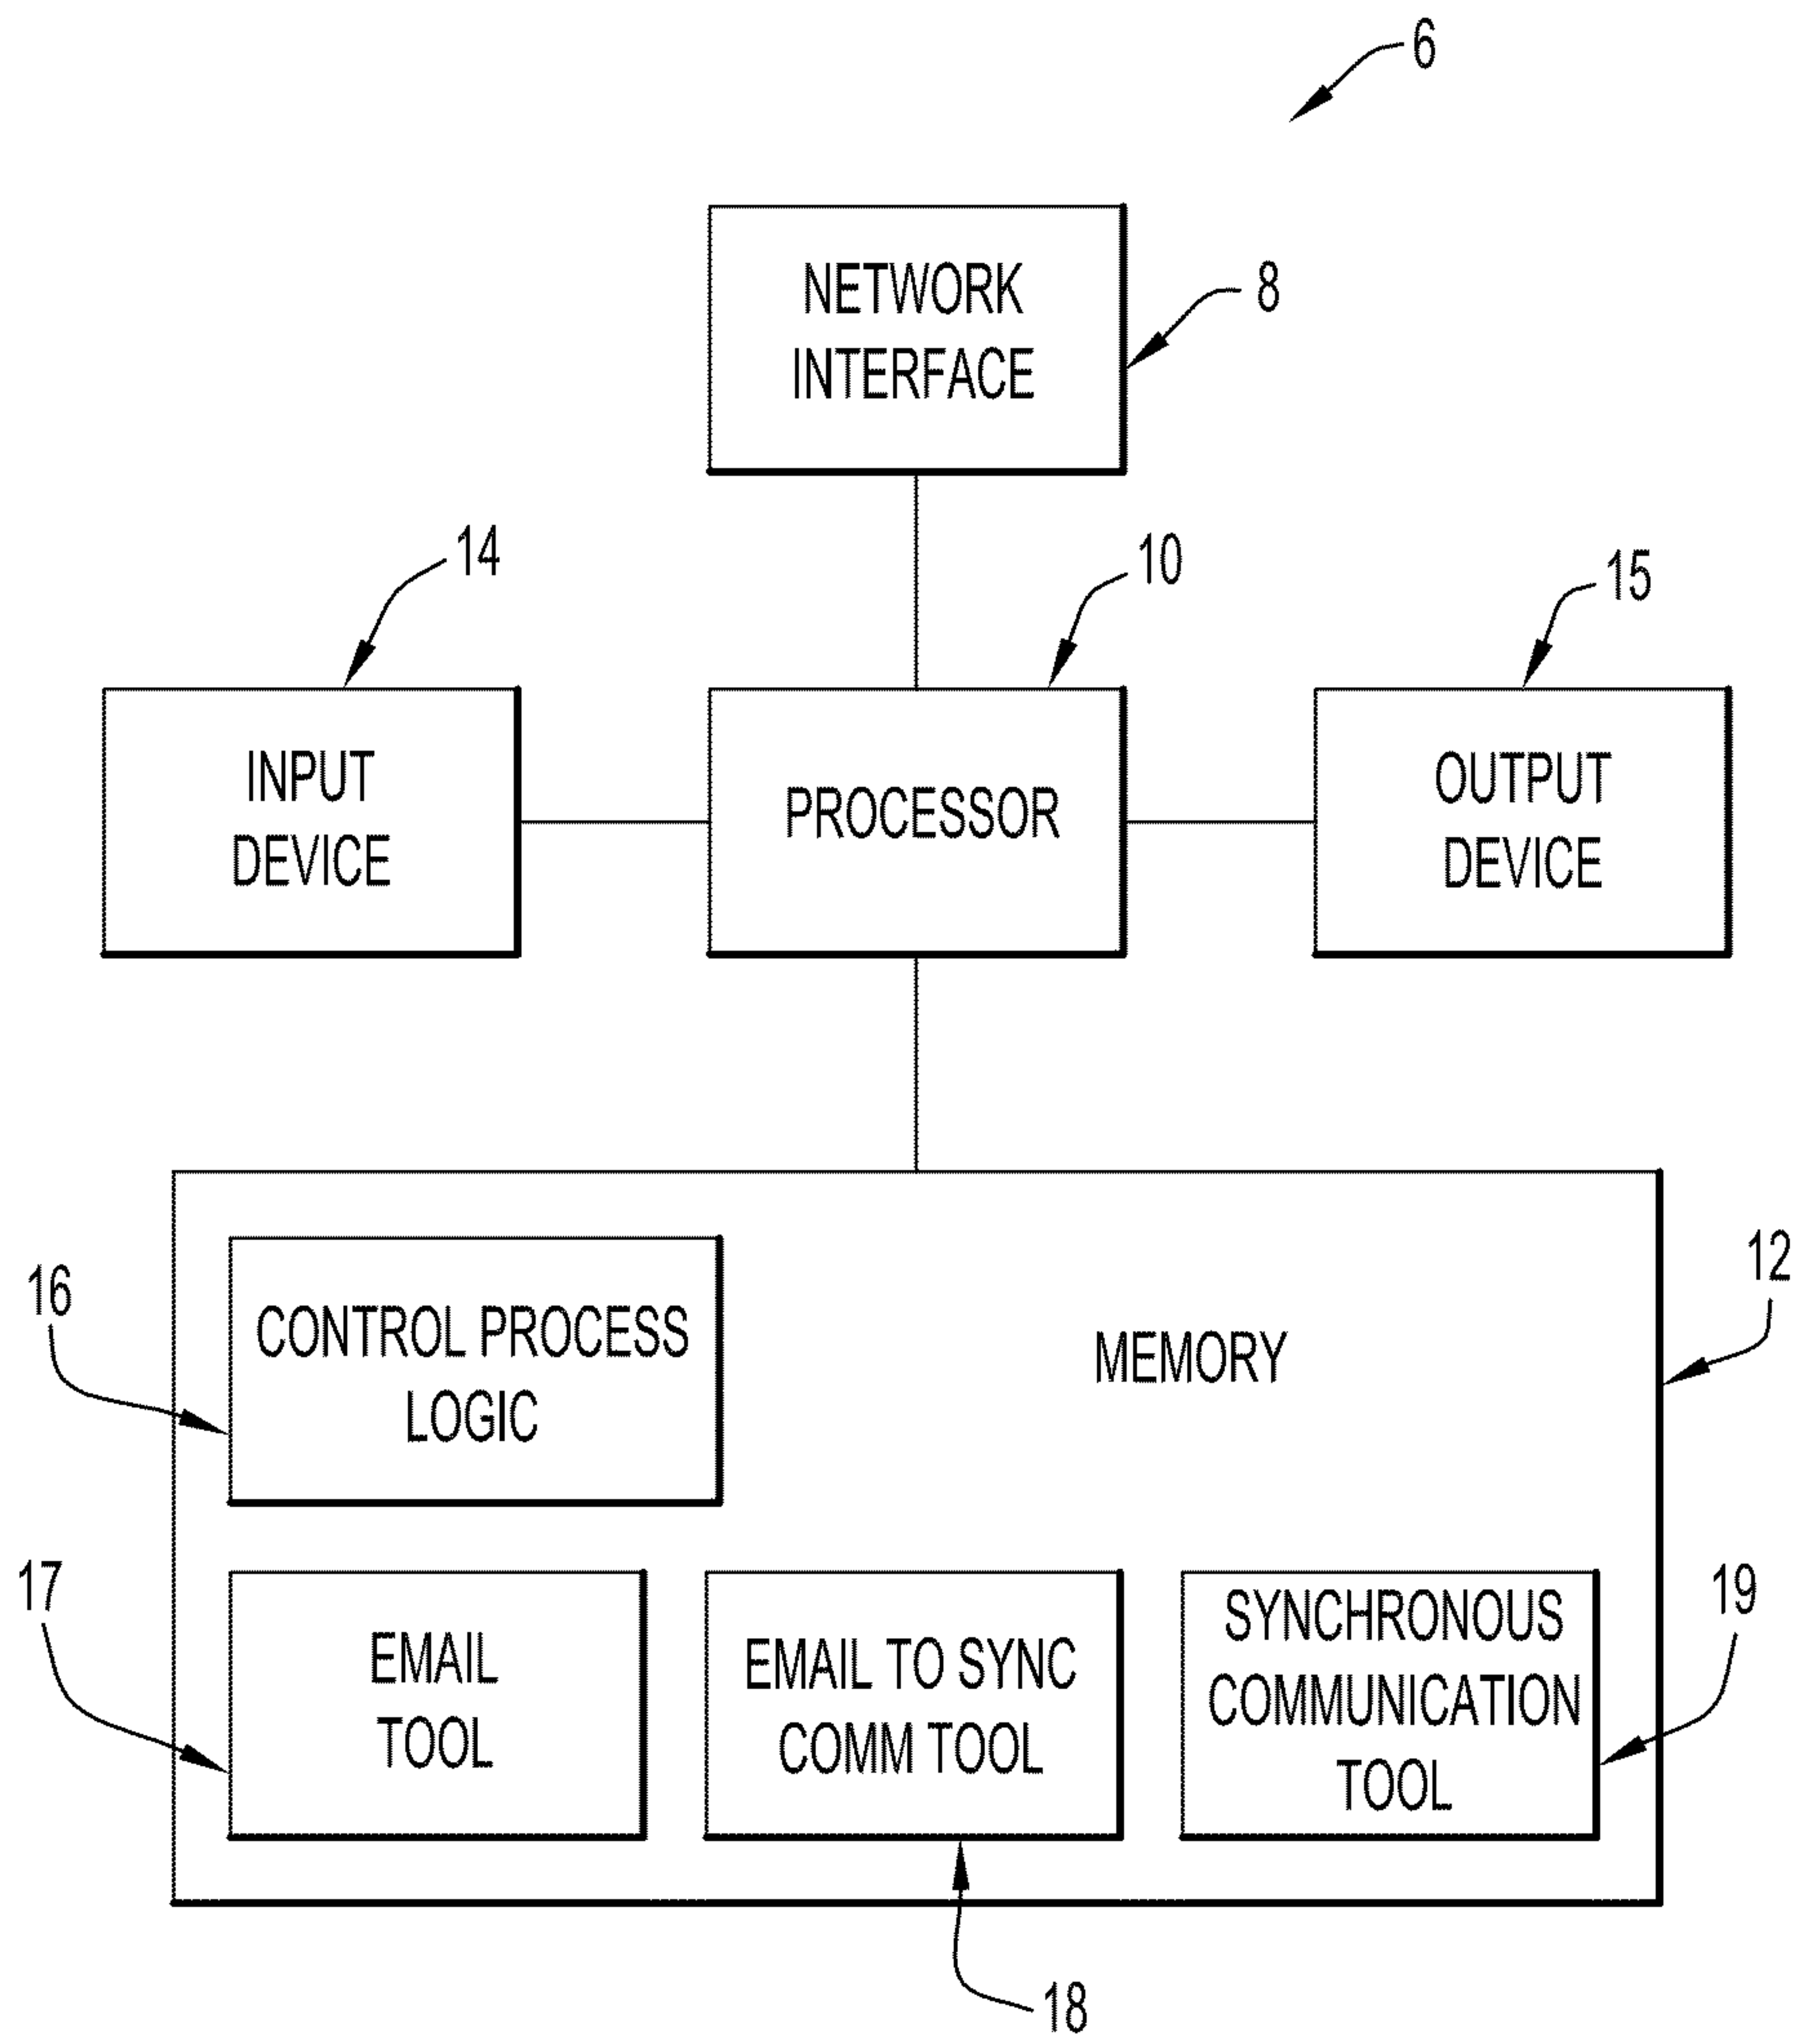 6
NETWORK
INTERFACE
8
14
10
15
INPUT
DEVICE
PROCESSOR
OUTPUT
DEVICE
12
16
CONTROL PROCESS
LOGIC
MEMORY
17
EMAIL
TOOL
EMAIL TO SYNC
COMM TOOL
SYNCHRONOUS
COMMUNICATION
TOOL
19
18